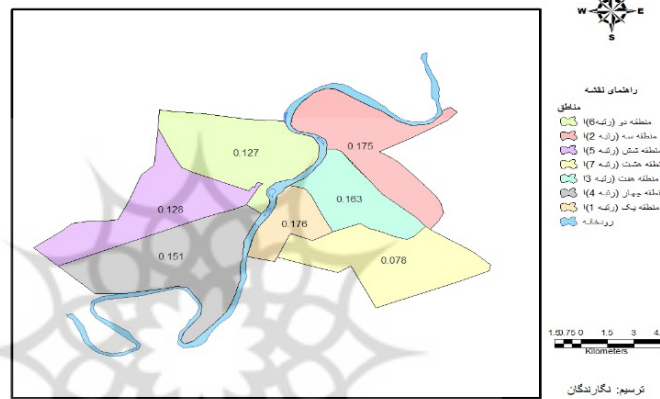 W E
S
راهنمای نقشه
مناطق
منطقه دو (رتبه 6)
منطقه سه (رتبه 2)
منطقه شش (رتبه 5)
منطقه هشت (رتبه 7)
منطقه هفت (رتبه 3)
منطقه چهار (رتبه 4)
منطقه یک (رتبه 1)
رودخانه
0.127
0.175
0.128
0.163
0.176
0.151
0.078
1.5 0.75 0 1.5 3
Kilometers
ترسیم: نگارندگان